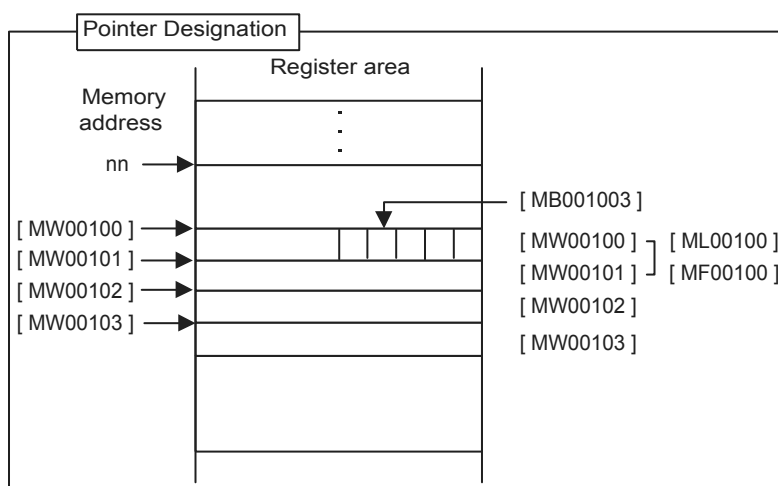 Pointer Designation
Register area
Memory
address
nn
[ MW00100 ]
[ MW00101 ]
[ MW00102 ]
[ MW00103 ]
[ MB001003 ]
[ MW00100 ] [ ML00100 ]
[ MW00101 ] [ MF00100 ]
[ MW00102 ]
[ MW00103 ]